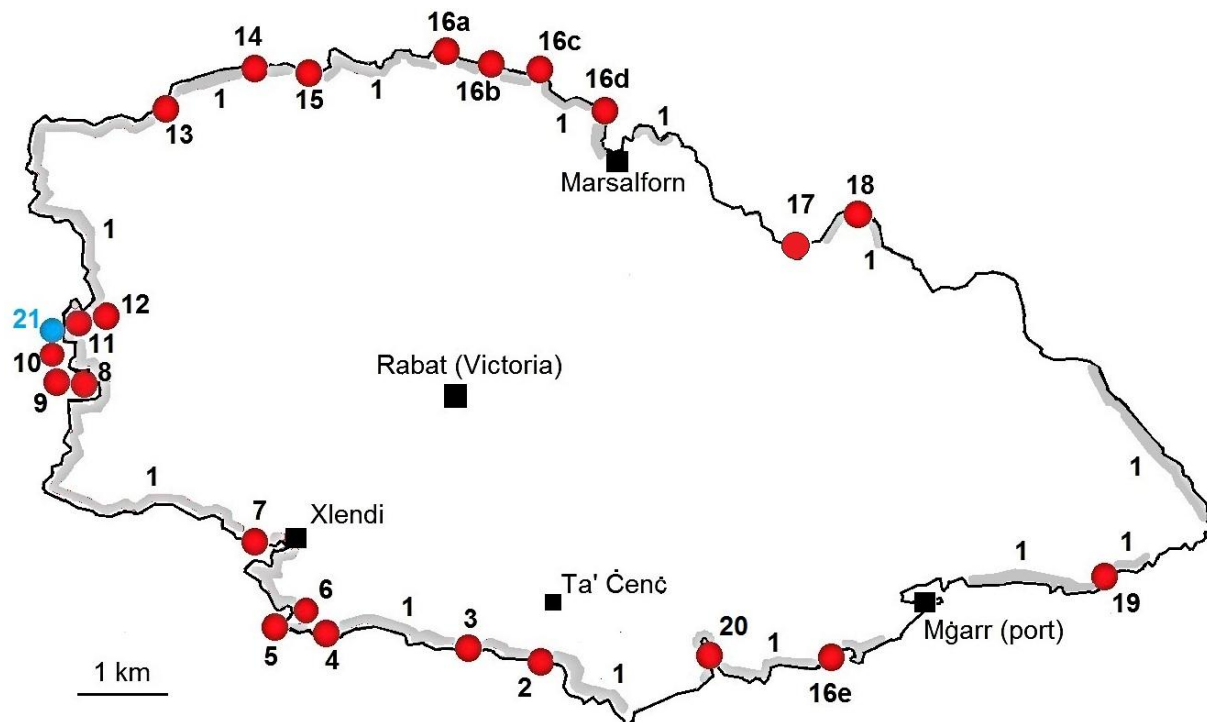 16a
14
16c
16d
16b
1
1
15
1
1
13
Marsalforn
18
17
1
1
12
21
11
10
Rabat (Victoria)
8
9
1
1
7
Xlendi
1
1
6
Ta' Ċenċ
19
1
3
20
1
Mġarr (port)
5
4
1 km
2
1
16e